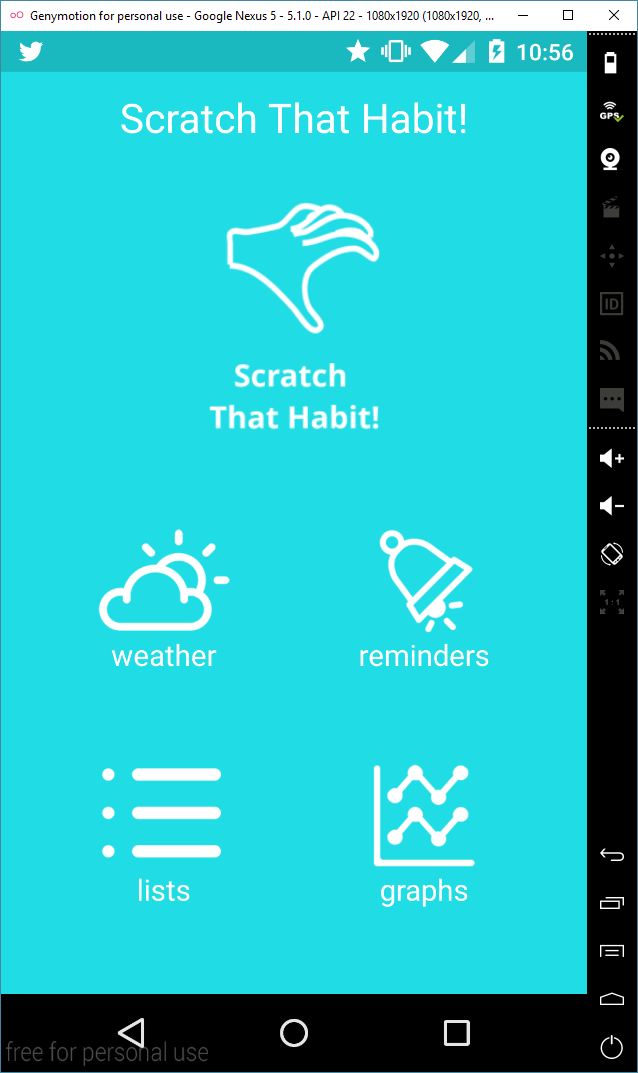 Genymotion for personal use - Google Nexus 5 - 5.1.0 - API 22 - 1080x1920 (1080x1920, ...
10:56
GPS
Scratch That Habit!
Scratch
That Habit!
ID
weather
reminders
1:1
lists
graphs
free for personal use